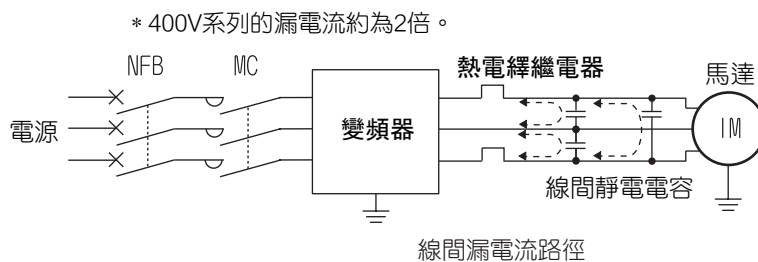 * 400V系列的漏電流約為2倍。
NFB
MC
熱電繹繼電器
馬達
電源
變頻器
IM
線間靜電電容
線間漏電流路徑